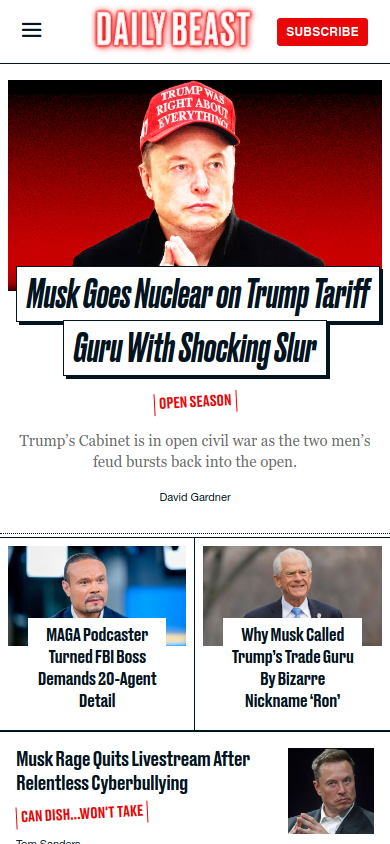 DAILY BEAST
SUBSCRIBE
TRUMP WAS
RIGHT ABOUT
EVERYTHING
Musk Goes Nuclear on Trump Tariff
Guru With Shocking Slur
OPEN SEASON
Trump’s Cabinet is in open civil war as the two men’s
feud bursts back into the open.
David Gardner
MAGA Podcaster
Turned FBI Boss
Demands 20-Agent
Detail
Why Musk Called
Trump’s Trade Guru
By Bizarre
Nickname ‘Ron’
Musk Rage Quits Livestream After
Relentless Cyberbullying
CAN DISH...WON’T TAKE
Tom Sanders